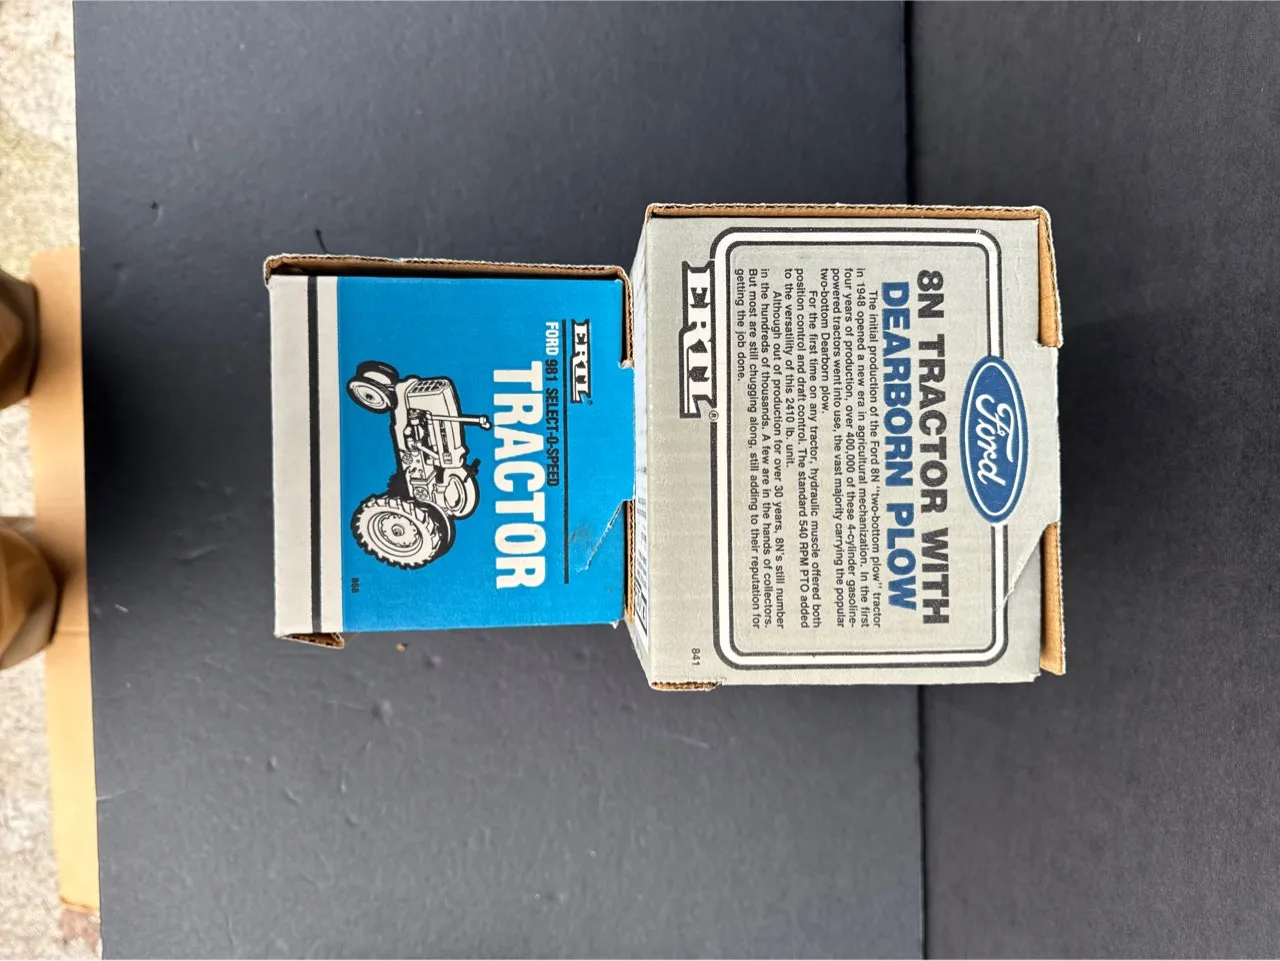 Ford
8N TRACTOR WITH
DEARBORN PLOW
The initial production of the Ford 8N "two-bottom plow" tractor
in 1948 opened a new era in agricultural mechanization. In the first
four years of production, over 400,000 of these 4-cylinder gasoline-
powered tractors went into use, the vast majority carrying the popular
two-bottom Dearborn plow.
For the first time on any tractor, hydraulic muscle offered both
position control and draft control. The standard 540 RPM PTO added
to the versatility of this 2410 lb. unit.
Although out of production for over 30 years, 8N's still number
in the hundreds of thousands. A few are in the hands of collectors.
But most are still chugging along, still adding to their reputation for
getting the job done.
ERTL®
841
ERTL®
FORD 981 SELECT-O-SPEED
TRACTOR
868